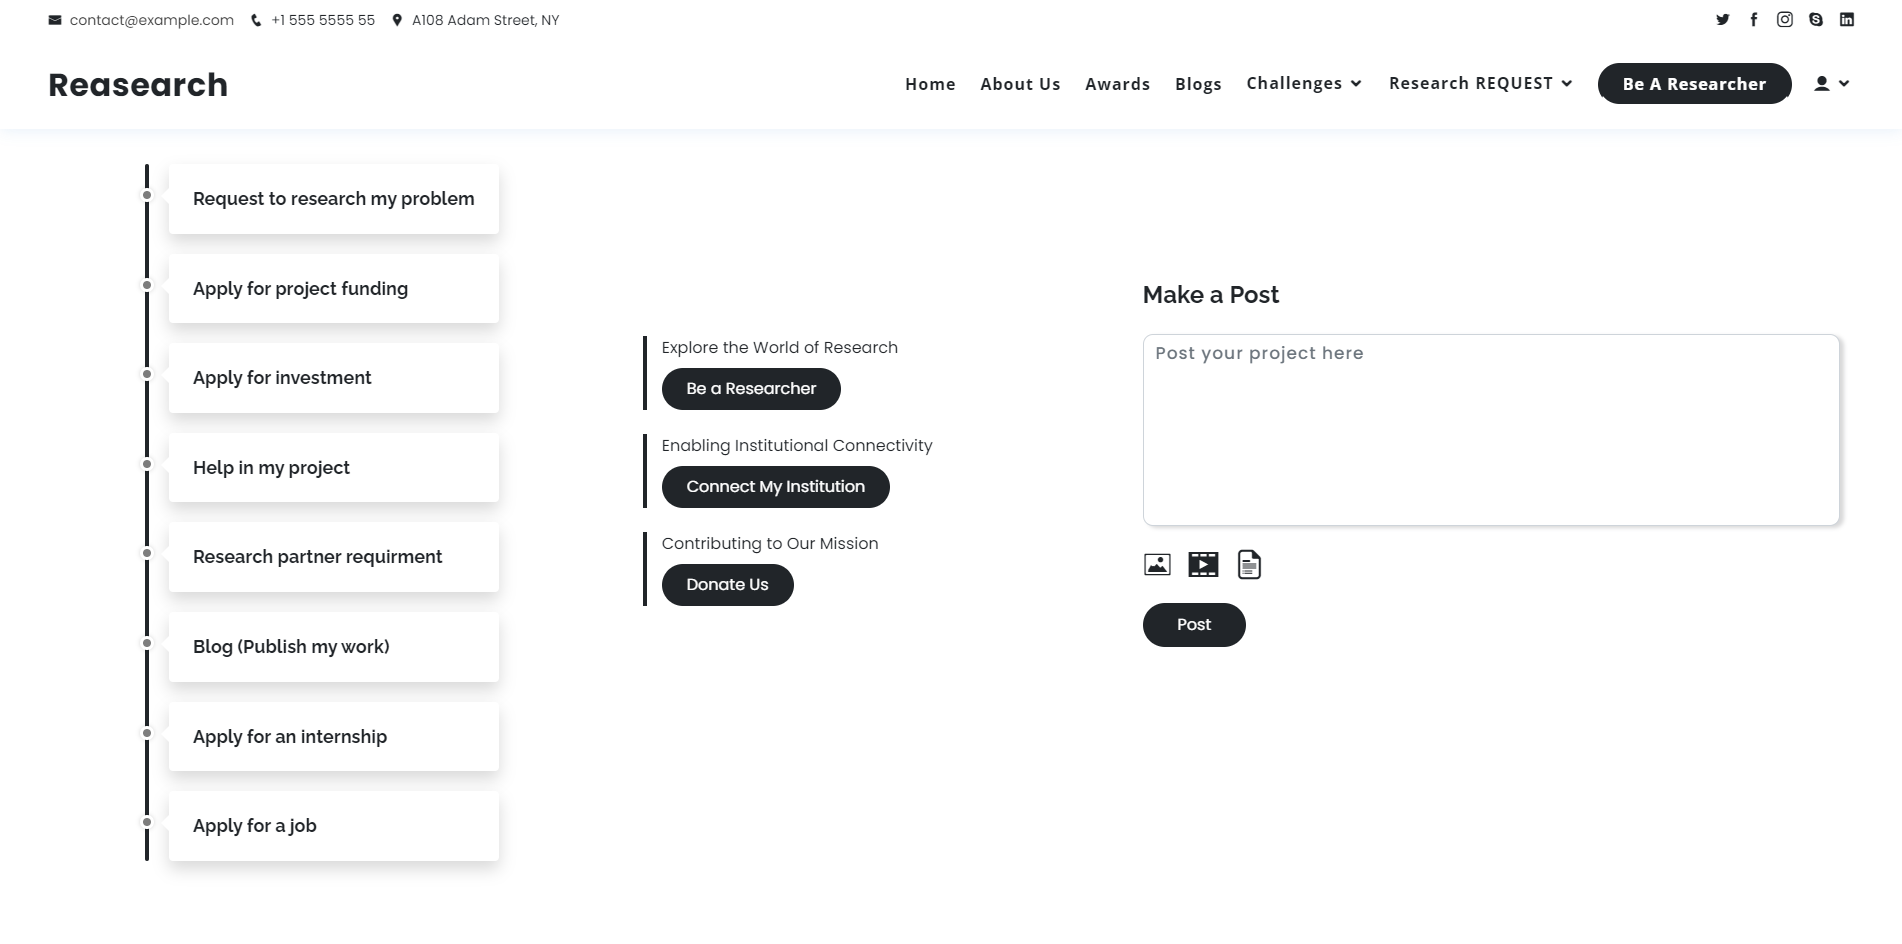 contact@example.com +1 555 5555 55 A108 Adam Street, NY
Reasearch
Home About Us Awards Blogs Challenges Research REQUEST Be A Researcher
Request to research my problem
Apply for project funding
Apply for investment
Help in my project
Research partner requirment
Blog (Publish my work)
Apply for an internship
Apply for a job
Explore the World of Research
Be a Researcher
Enabling Institutional Connectivity
Connect My Institution
Contributing to Our Mission
Donate Us
Make a Post
Post your project here
Post